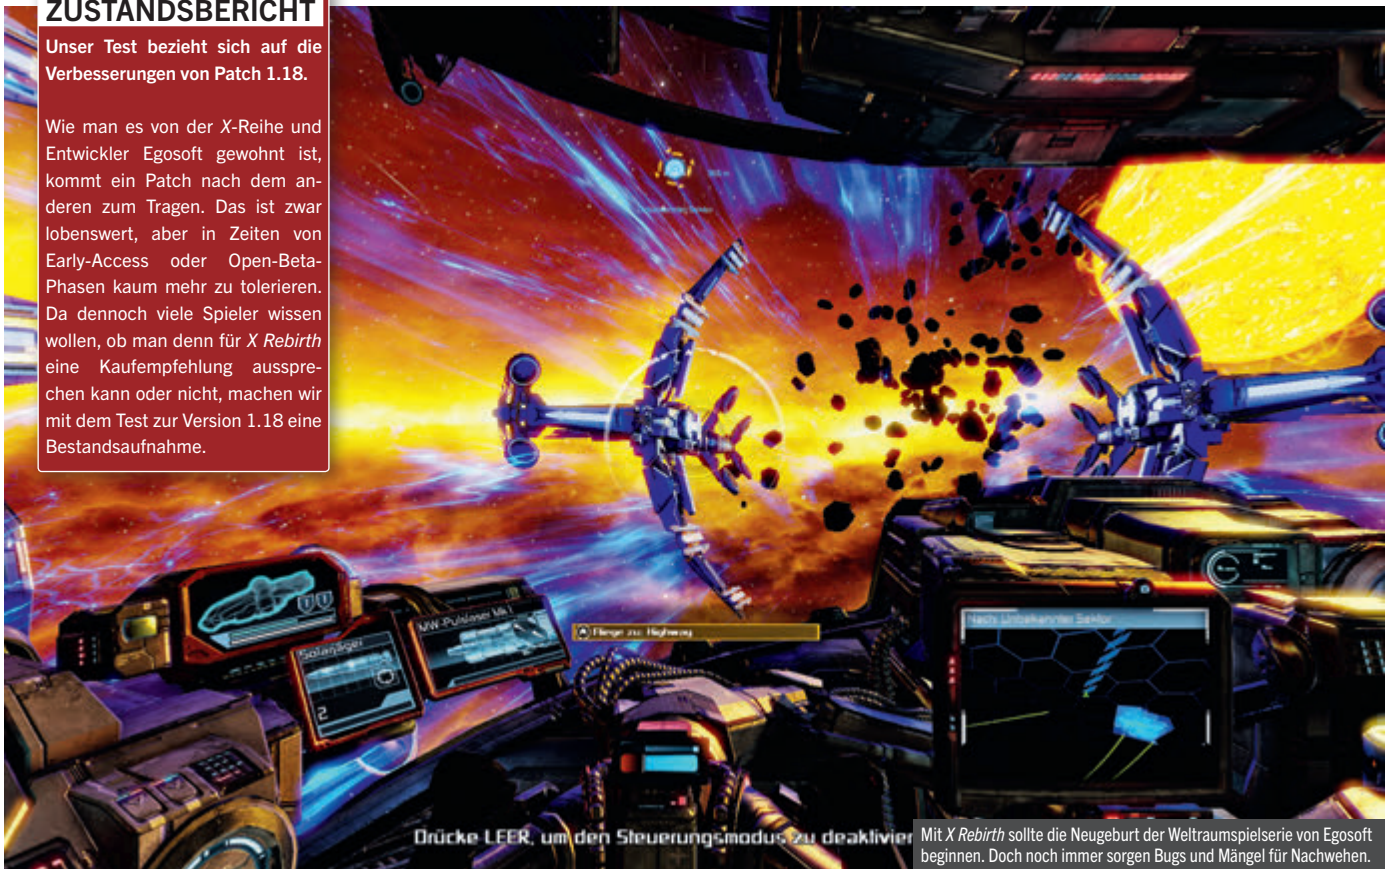 ZUSTANDSBERICHT
Unser Test bezieht sich auf die
Verbesserungen von Patch 1.18.
Wie man es von der X-Reihe und
Entwickler Egosoft gewohnt ist,
kommt ein Patch nach dem an-
deren zum Tragen. Das ist zwar
lobenswert, aber in Zeiten von
Early-Access oder Open-Beta-
Phasen kaum mehr zu tolerieren.
Da dennoch viele Spieler wissen
wollen, ob man denn für X Rebirth
eine Kaufempfehlung ausspre-
chen kann oder nicht, machen wir
mit dem Test zur Version 1.18 eine
Bestandsaufnahme.
Fliege zu: Highway
MW-Pulslaser Mk1
Solarjäger
2
Nach: Unbekannter Sektor
Drücke LEER, um den Steuerungsmodus zu deaktivier
Mit X Rebirth sollte die Neugeburt der Weltraumspielserie von Egosoft
beginnen. Doch noch immer sorgen Bugs und Mängel für Nachwehen.